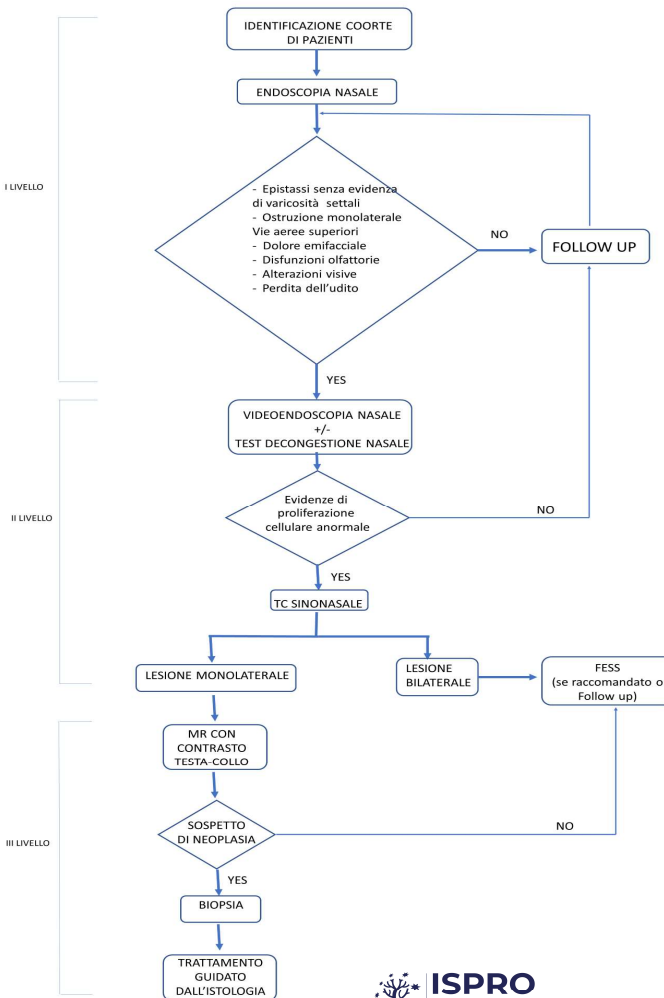 IDENTIFICAZIONE COORTE
DI PAZIENTI
ENDOSCOPIA NASALE
I LIVELLO
- Epistassi senza evidenza
di varicosità settali
- Ostruzione monolaterale
Vie aeree superiori
- Dolore emifacciale
- Disfunzioni olfattorie
- Alterazioni visive
- Perdita dell'udito
NO
FOLLOW UP
YES
VIDEOENDOSCOPIA NASALE
+/-
TEST DECONGESTIONE NASALE
II LIVELLO
Evidenze di
proliferazione
cellulare anormale
NO
YES
TC SINONASALE
LESIONE MONOLATERALE
LESIONE
BILATERALE
FESS
(se raccomandato o
Follow up)
MR CON
CONTRASTO
TESTA-COLLO
III LIVELLO
SOSPETTO
DI NEOPLASIA
NO
YES
BIOPSIA
TRATTAMENTO
GUIDATO
DALL'ISTOLOGIA
ISPRO